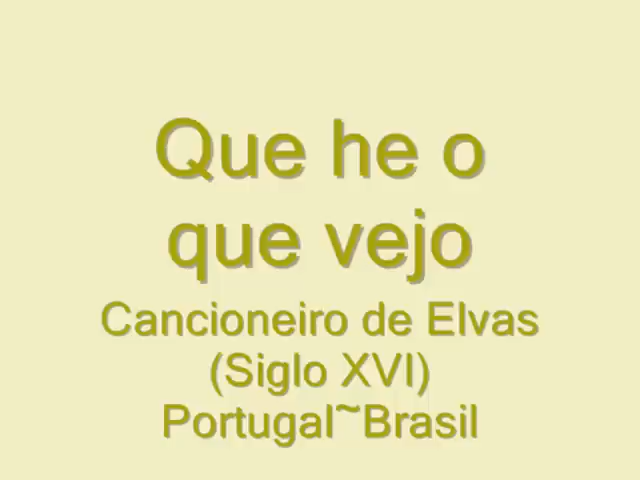 Que he o
que vejo
Cancioneiro de Elvas
(Siglo XVI)
Portugal~Brasil